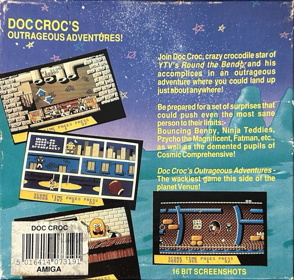 DOC CROC'S
OUTRAGEOUS ADVENTURES!
Join Doc Croc, crazy crocodile star of
YTV's Round the Bend, and his
accomplices in an outrageous
adventure where you could land up
just about anywhere!
Be prepared for a set of surprises that
could push even the most sane
person to their limits:-
Bouncing Benny, Ninja Teddies,
Pzycho the Magnificent, Fatman, etc..
as well as the demented pupils of
Cosmic Comprehensive!
Doc Croc's Outrageous Adventures -
The wackiest game this side of the
planet Venus!
DOC CROC
5 016414 073191
AMIGA
16 BIT SCREENSHOTS